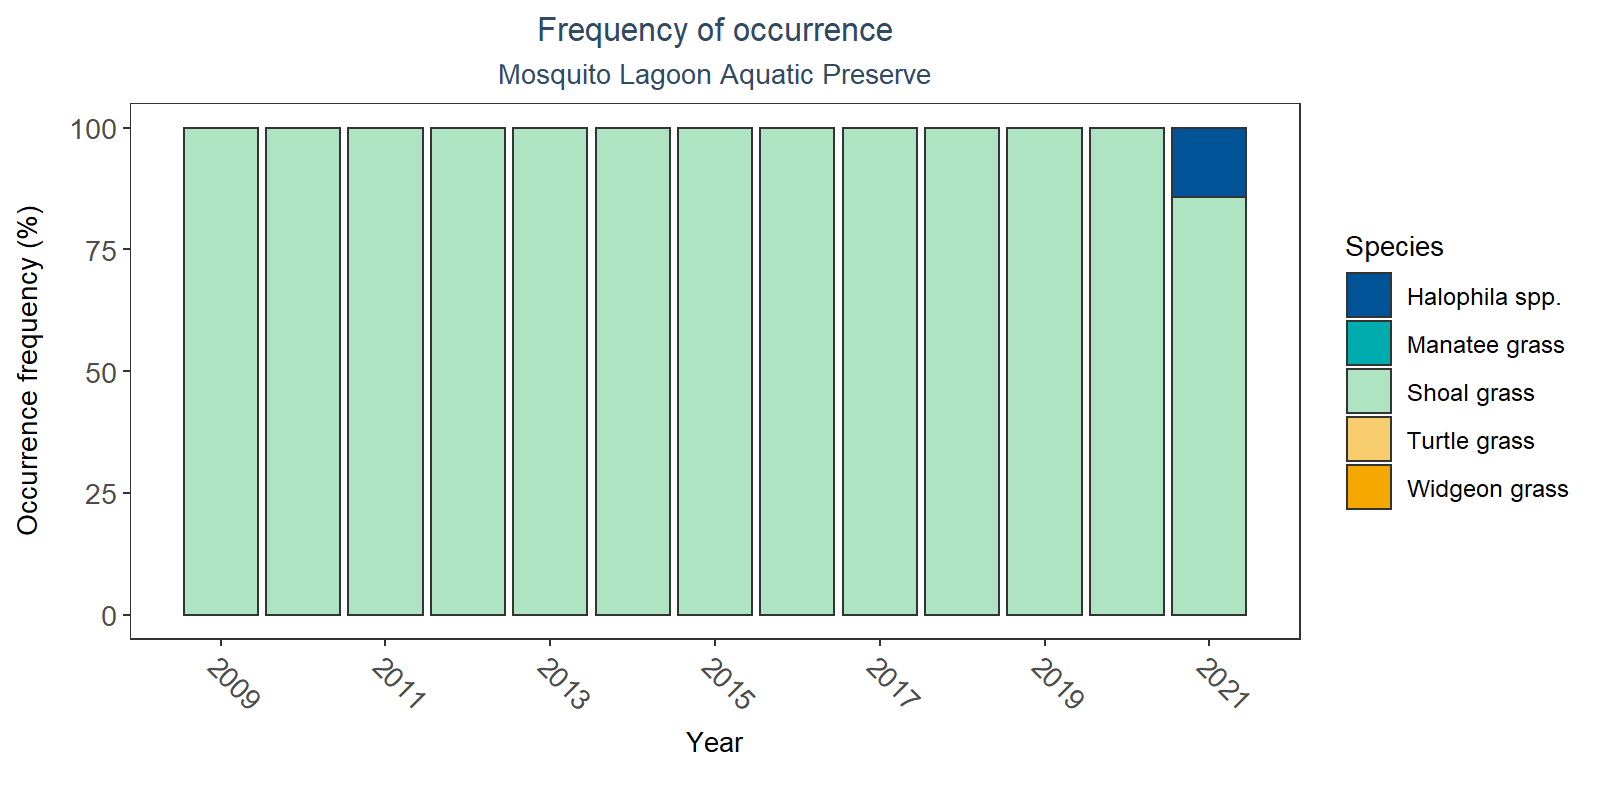 Frequency of occurrence
Mosquito Lagoon Aquatic Preserve
Occurrence frequency (%)
100
75
50
25
0
2009
2011
2013
2015
2017
2019
2021
Year
Species
Halophila spp.
Manatee grass
Shoal grass
Turtle grass
Widgeon grass